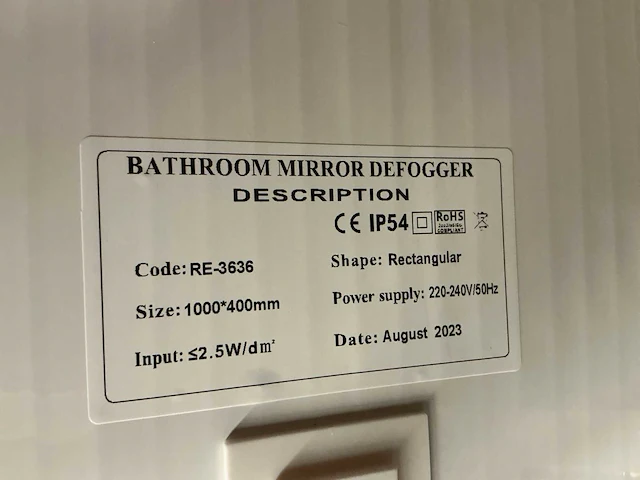 BATHROOM MIRROR DEFOGGER
DESCRIPTION
CE IP54 RoHS
COMPLIANT
Code: RE-3636
Shape: Rectangular
Size: 1000*400mm
Power supply: 220-240V/50Hz
Input: ≤2.5W/dm²
Date: August 2023